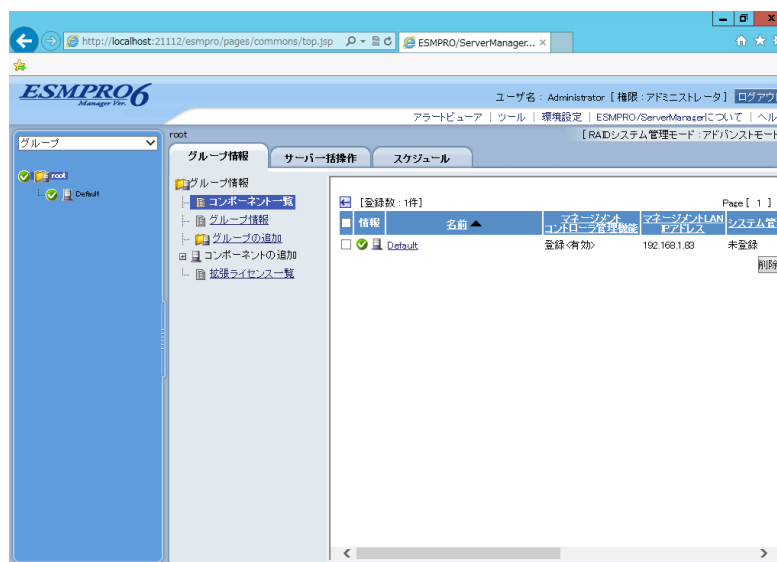 http://localhost:21112/esmpro/pages/commons/top.jsp
ESMPRO/ServerManager... ×
ESMPRO6
Manager Ver.
ユーザ名 : Administrator [ 権限 : アドミニストレータ ] ログアウ
アラートビューア | ツール | 環境設定 | ESMPRO/ServerManagerについて | ヘル
グループ
root
Default
root
[ RAIDシステム管理モード : アドバンストモード
グループ情報 サーバー一括操作 スケジュール
グループ情報
コンポーネント一覧
グループ情報
グループの追加
コンポーネントの追加
拡張ライセンス一覧
[登録数 : 1件] Page [ 1 ]
情報 名前▲ マネージメントコントローラ管理機能 マネージメントLAN IPアドレス システム管
Default 登録<有効> 192.168.1.83 未登録
削除